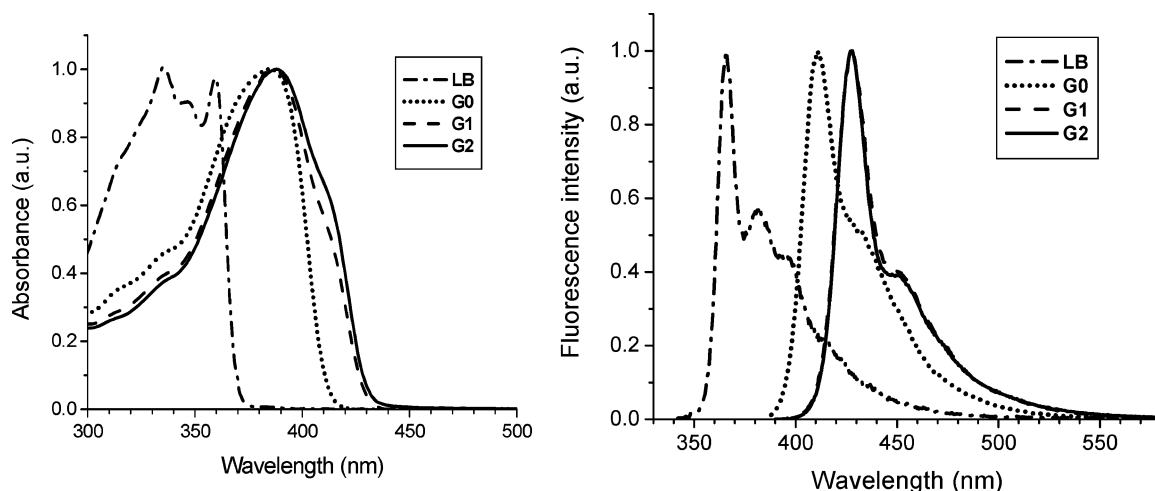 Absorbance (a.u.)
1.0
0.8
0.6
0.4
0.2
0.0
300
350
400
450
500
Wavelength (nm)
LB
G0
G1
G2
Fluorescence intensity (a.u.)
1.0
0.8
0.6
0.4
0.2
0.0
350
400
450
500
550
Wavelength (nm)
LB
G0
G1
G2